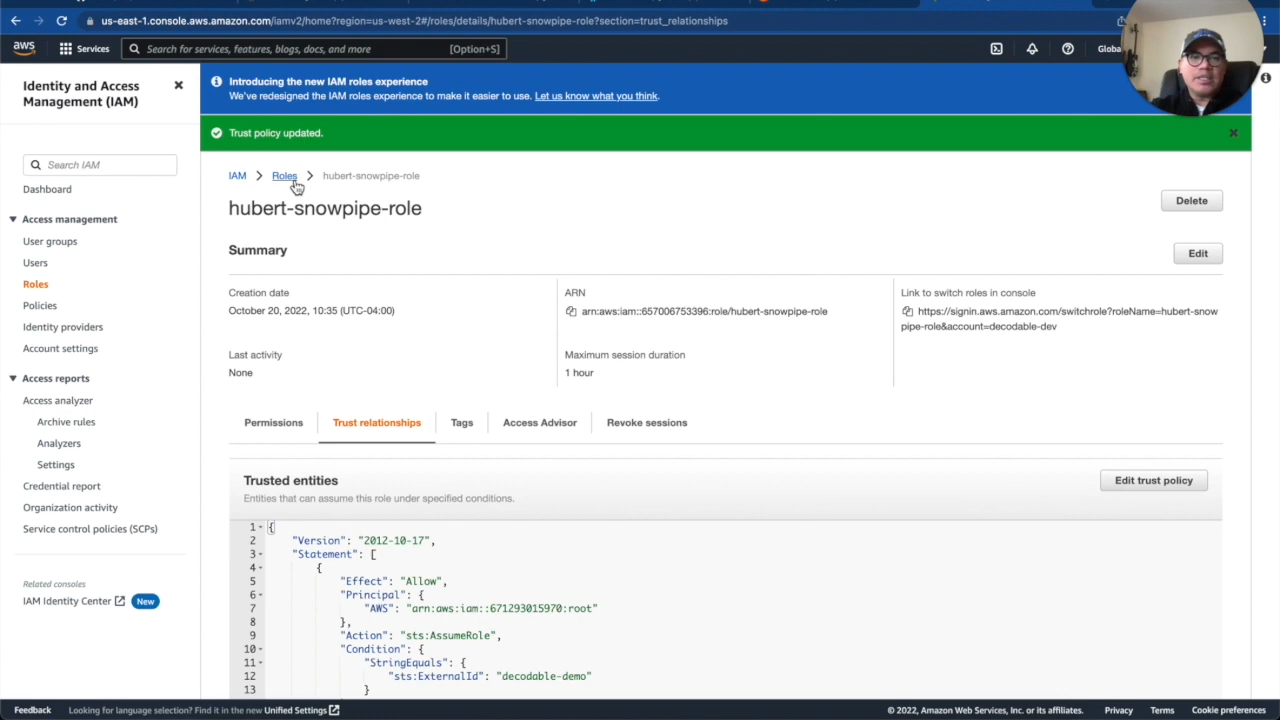 us-east-1.console.aws.amazon.com/iamv2/home?region=us-west-2#/roles/details/hubert-snowpipe-role?section=trust_relationships
aws
Services
Search for services, features, blogs, docs, and more
[Option+S]
Globa
Identity and Access
Management (IAM)
Search IAM
Dashboard
Access management
User groups
Users
Roles
Policies
Identity providers
Account settings
Access reports
Access analyzer
Archive rules
Analyzers
Settings
Credential report
Organization activity
Service control policies (SCPs)
Related consoles
IAM Identity Center
New
Introducing the new IAM roles experience
We've redesigned the IAM roles experience to make it easier to use. Let us know what you think.
Trust policy updated.
IAM > Roles > hubert-snowpipe-role
hubert-snowpipe-role
Delete
Summary
Edit
Creation date
October 20, 2022, 10:35 (UTC-04:00)
ARN
arn:aws:iam::657006753396:role/hubert-snowpipe-role
Link to switch roles in console
https://signin.aws.amazon.com/switchrole?roleName=hubert-snow
pipe-role&account=decodable-dev
Last activity
None
Maximum session duration
1 hour
Permissions
Trust relationships
Tags
Access Advisor
Revoke sessions
Trusted entities
Entities that can assume this role under specified conditions.
Edit trust policy
1 {
2 "Version": "2012-10-17",
3 "Statement": [
4 {
5 "Effect": "Allow",
6 "Principal": {
7 "AWS": "arn:aws:iam::671293015970:root"
8 },
9 "Action": "sts:AssumeRole",
10 "Condition": {
11 "StringEquals": {
12 "sts:ExternalId": "decodable-demo"
13 }
Feedback
Looking for language selection? Find it in the new Unified Settings
© 2022, Amazon Web Services, Inc. or its affiliates.
Privacy
Terms
Cookie preferences